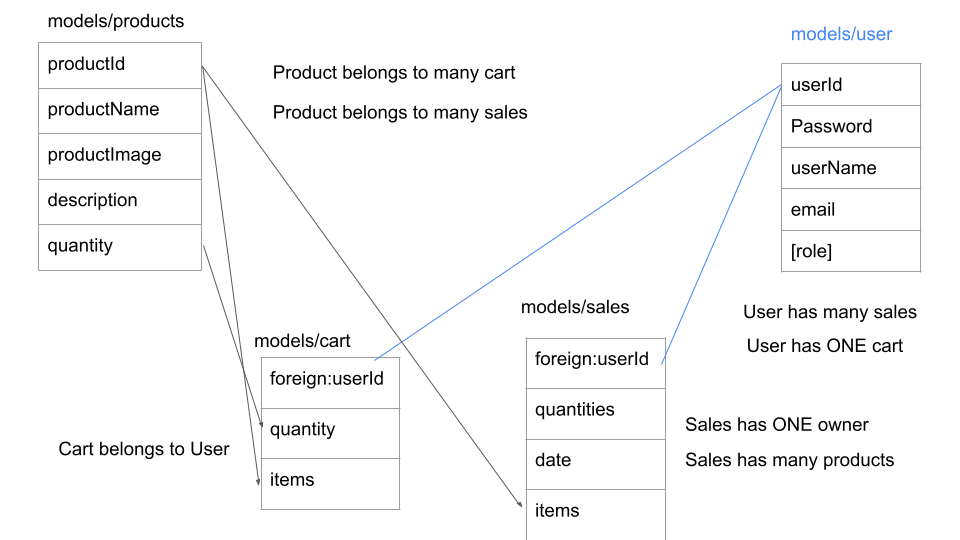 models/products
productId
productName
productImage
description
quantity
Product belongs to many cart
Product belongs to many sales
models/user
userId
Password
userName
email
[role]
User has many sales
User has ONE cart
models/cart
foreign:userId
quantity
items
Cart belongs to User
models/sales
foreign:userId
quantities
date
items
Sales has ONE owner
Sales has many products